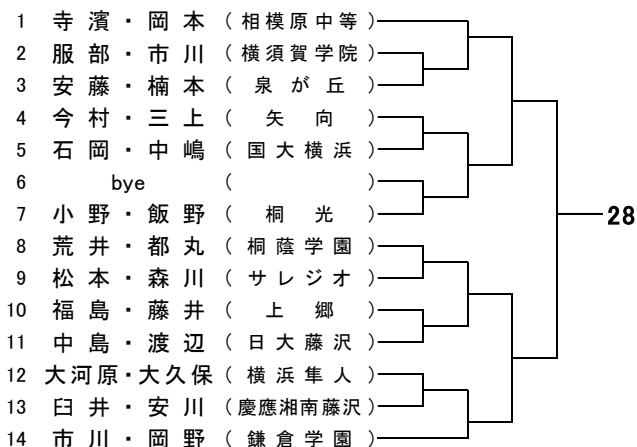 1 寺濱・岡本 (相模原中等)
2 服部・市川 (横須賀学院)
3 安藤・楠本 (泉が丘)
4 今村・三上 (矢向)
5 石岡・中嶋 (国大横浜)
6 bye ( )
7 小野・飯野 (桐光)
28
8 荒井・都丸 (桐蔭学園)
9 松本・森川 (サレジオ)
10 福島・藤井 (上郷)
11 中島・渡辺 (日大藤沢)
12 大河原・大久保 (横浜隼人)
13 臼井・安川 (慶應湘南藤沢)
14 市川・岡野 (鎌倉学園)